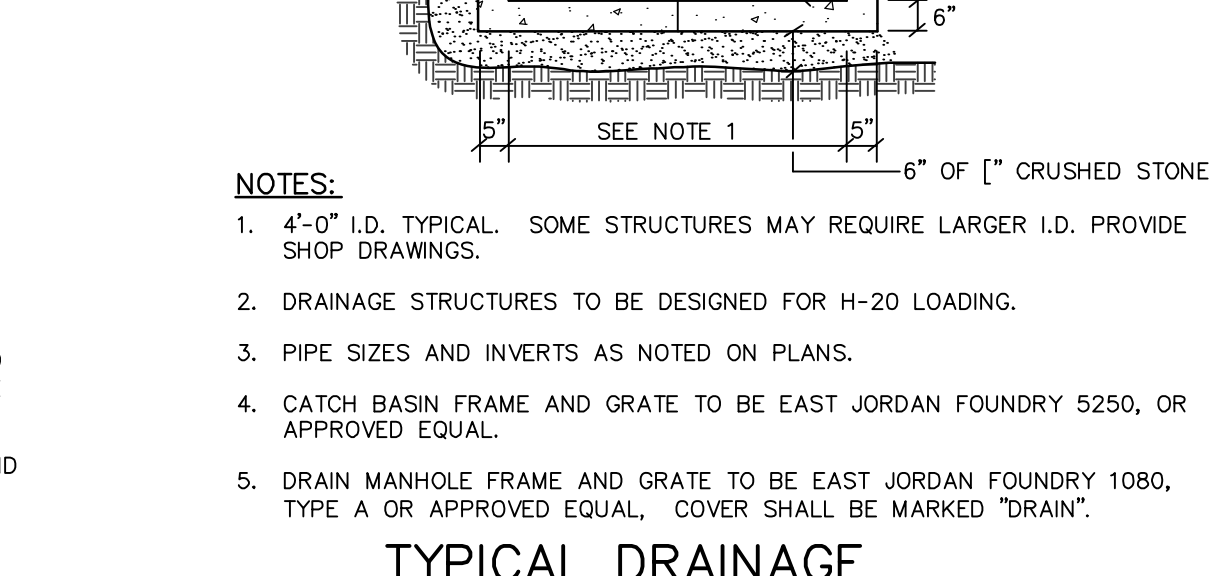 6"
5" SEE NOTE 1 5"
6" OF [" CRUSHED STONE
NOTES:
1. 4'-0" I.D. TYPICAL. SOME STRUCTURES MAY REQUIRE LARGER I.D. PROVIDE
SHOP DRAWINGS.
2. DRAINAGE STRUCTURES TO BE DESIGNED FOR H-20 LOADING.
3. PIPE SIZES AND INVERTS AS NOTED ON PLANS.
4. CATCH BASIN FRAME AND GRATE TO BE EAST JORDAN FOUNDRY 5250, OR
APPROVED EQUAL.
5. DRAIN MANHOLE FRAME AND GRATE TO BE EAST JORDAN FOUNDRY 1080,
TYPE A OR APPROVED EQUAL, COVER SHALL BE MARKED "DRAIN".
TYPICAL DRAINAGE